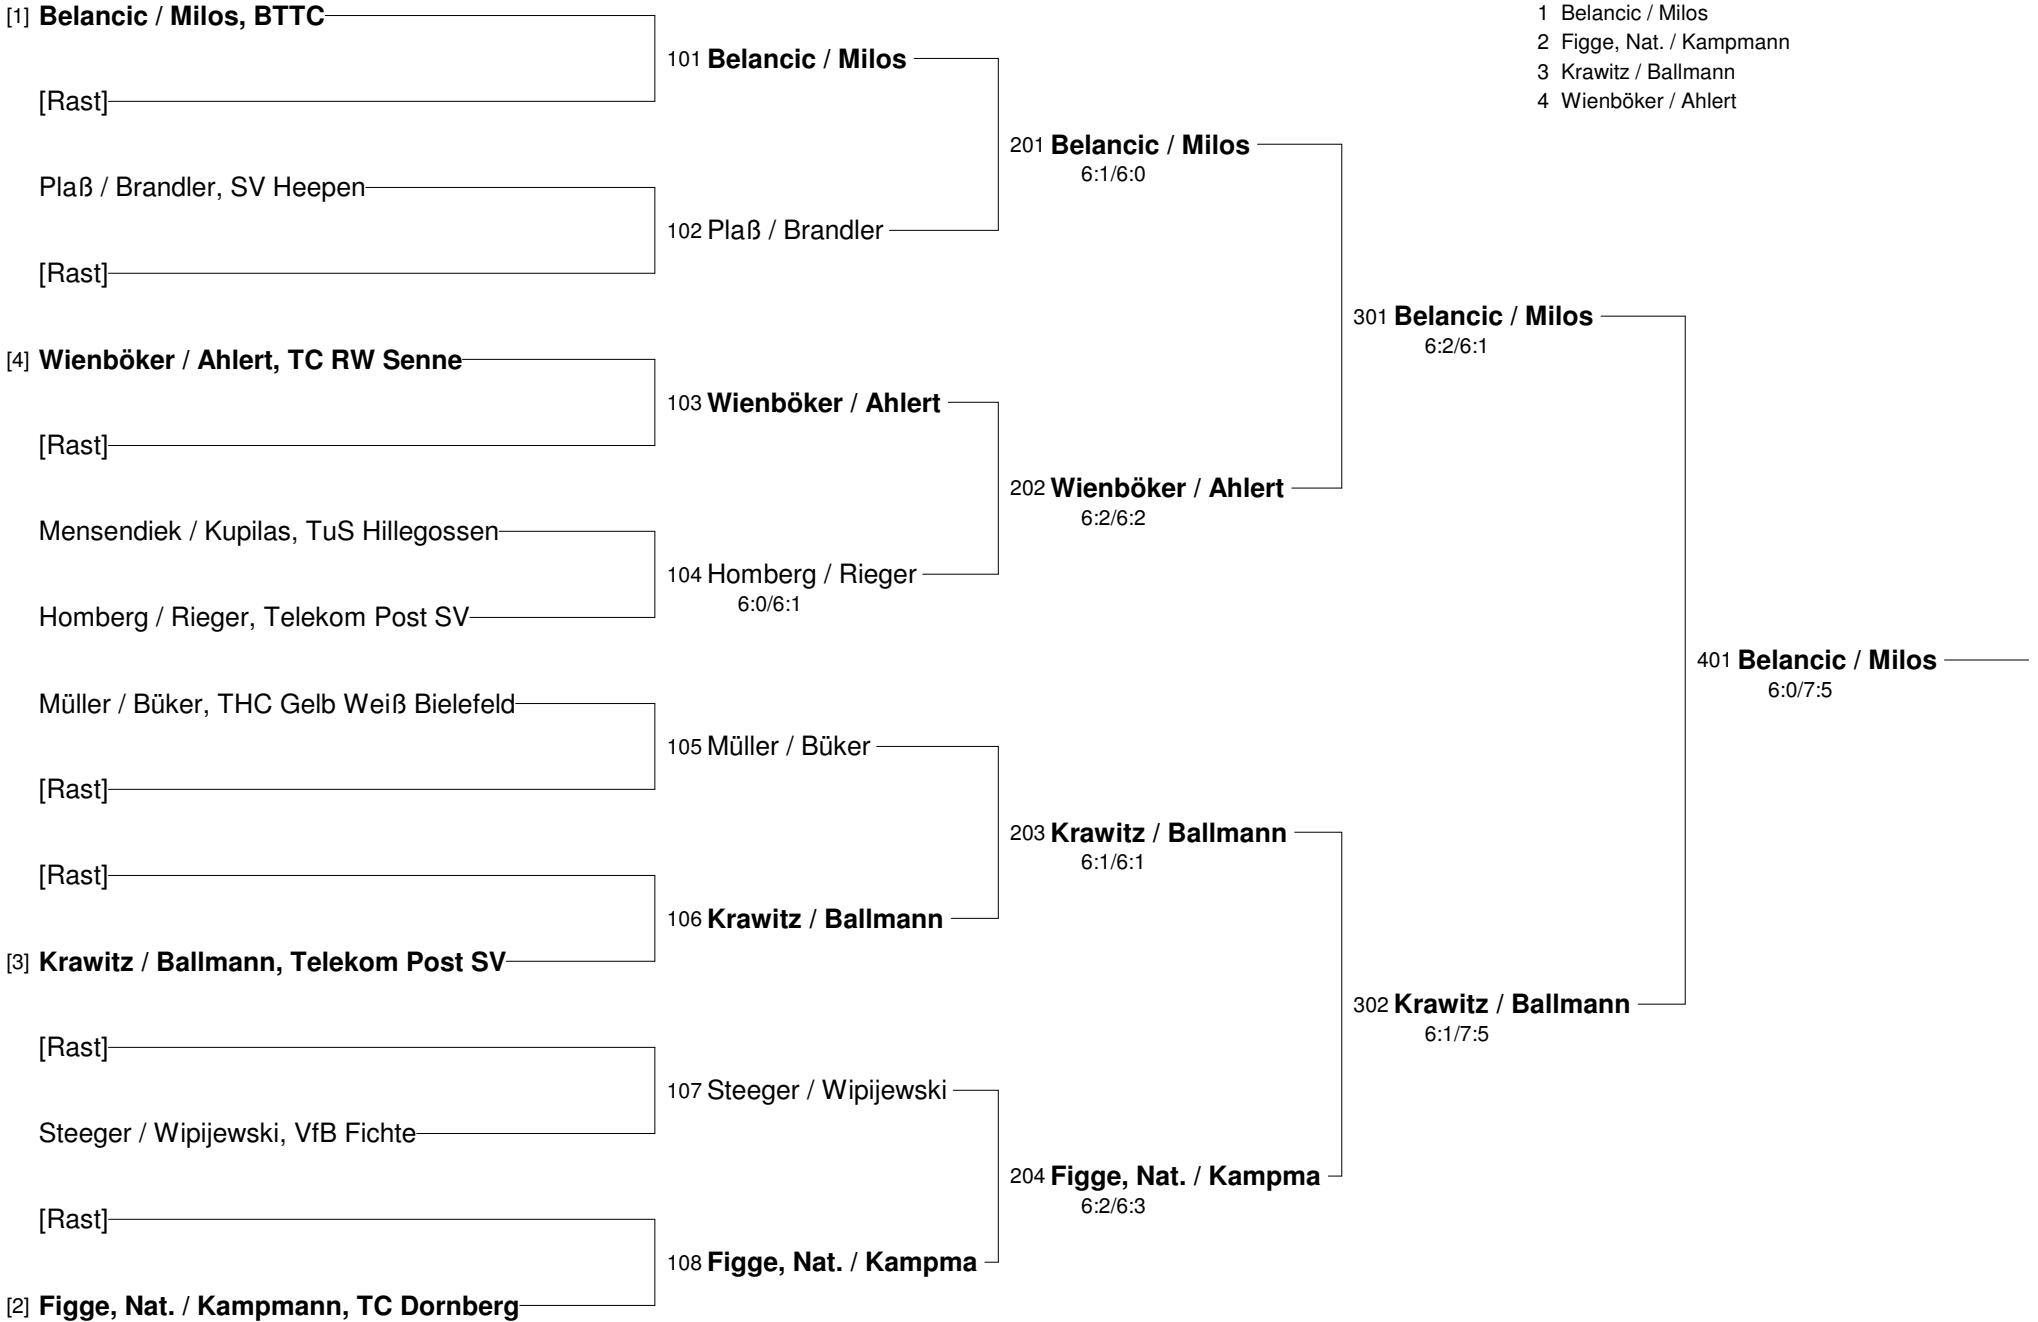 [1] Belancic / Milos, BTTC
[Rast]
Plaß / Brandler, SV Heepen
[Rast]
[4] Wienböker / Ahlert, TC RW Senne
[Rast]
Mensendiek / Kupilas, TuS Hillegossen
Homberg / Rieger, Telekom Post SV
Müller / Büker, THC Gelb Weiß Bielefeld
[Rast]
[Rast]
[3] Krawitz / Ballmann, Telekom Post SV
[Rast]
Steeger / Wipijewski, VfB Fichte
[Rast]
[2] Figge, Nat. / Kampmann, TC Dornberg
101 Belancic / Milos
102 Plaß / Brandler
103 Wienböker / Ahlert
104 Homberg / Rieger
6:0/6:1
105 Müller / Büker
106 Krawitz / Ballmann
107 Steeger / Wipijewski
108 Figge, Nat. / Kampma
201 Belancic / Milos
6:1/6:0
202 Wienböker / Ahlert
6:2/6:2
203 Krawitz / Ballmann
6:1/6:1
204 Figge, Nat. / Kampma
6:2/6:3
301 Belancic / Milos
6:2/6:1
302 Krawitz / Ballmann
6:1/7:5
401 Belancic / Milos
6:0/7:5
1 Belancic / Milos
2 Figge, Nat. / Kampmann
3 Krawitz / Ballmann
4 Wienböker / Ahlert